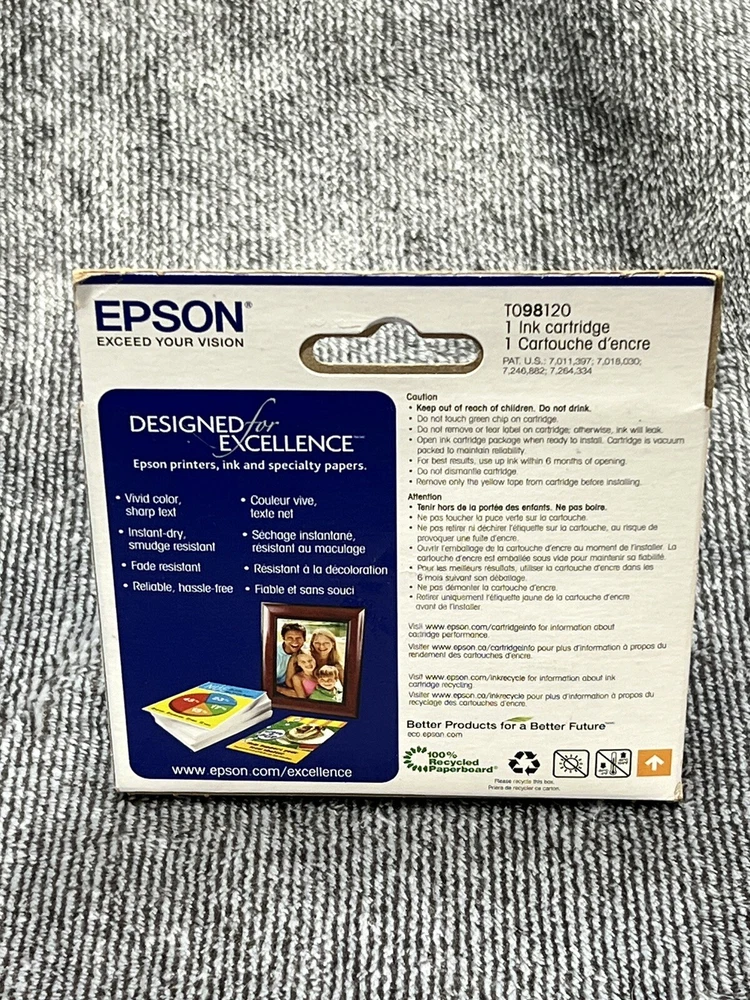 EPSON®
EXCEED YOUR VISION
T098120
1 Ink cartridge
1 Cartouche d'encre
PAT. U.S.: 7,011,397; 7,018,030;
7,246,882; 7,264,334
DESIGNED for
EXCELLENCE
Epson printers, ink and specialty papers.
• Vivid color,
sharp text
• Instant-dry,
smudge resistant
• Fade resistant
• Reliable, hassle-free
• Couleur vive,
texte net
• Séchage instantané,
résistant au maculage
• Résistant à la décoloration
• Fiable et sans souci
www.epson.com/excellence
Caution
• Keep out of reach of children. Do not drink.
• Do not touch green chip on cartridge.
• Do not remove or tear label on cartridge; otherwise, ink will leak.
• Open ink cartridge package when ready to install. Cartridge is vacuum
packed to maintain reliability.
• For best results, use up ink within 6 months of opening.
• Do not dismantle cartridge.
• Remove only the yellow tape from cartridge before installing.
Attention
• Tenir hors de la portée des enfants. Ne pas boire.
• Ne pas toucher la puce verte sur la cartouche.
• Ne pas retirer ni déchirer l'étiquette sur la cartouche, au risque de
provoquer une fuite d'encre.
• Ouvrir l'emballage de la cartouche d'encre au moment de l'installer. La
cartouche d'encre est emballée sous vide pour maintenir sa fiabilité.
• Pour les meilleurs résultats, utiliser la cartouche d'encre dans les
6 mois suivant son déballage.
• Ne pas démonter la cartouche d'encre.
• Retirer uniquement l'étiquette jaune de la cartouche d'encre
avant de l'installer.
Visit www.epson.com/cartridgeinfo for information about
cartridge performance.
Visiter www.epson.ca/cartridgeinfo pour plus d'information à propos du
rendement des cartouches d'encre.
Visit www.epson.com/inkrecycle for information about ink
cartridge recycling.
Visiter www.epson.ca/inkrecycle pour plus d'information à propos du
recyclage des cartouches d'encre.
Better Products for a Better Future™
eco.epson.com
100%
Recycled
Paperboard®
Please recycle this box.
Prière de recycler ce carton.